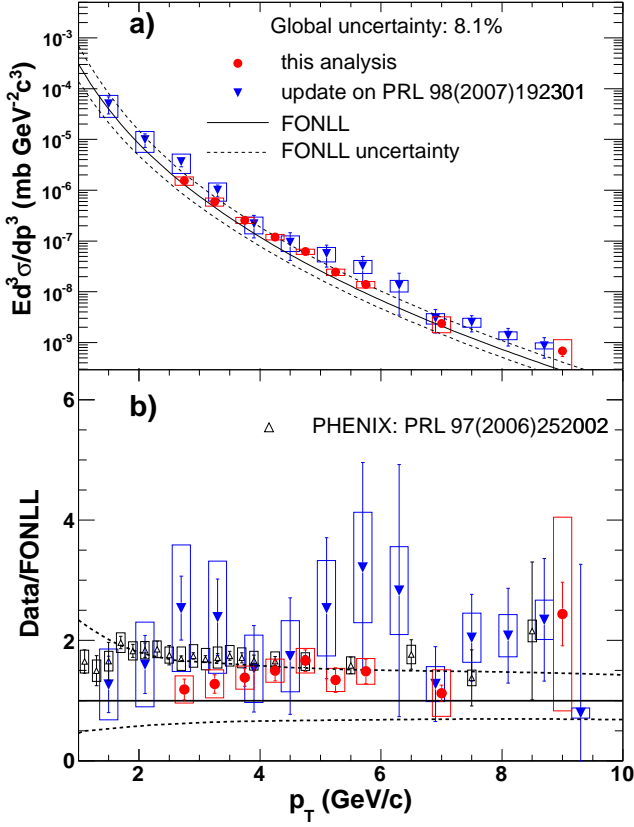 a)
Global uncertainty: 8.1%
this analysis
update on PRL 98(2007)192301
FONLL
FONLL uncertainty
Ed³σ/dp³ (mb GeV⁻²c³)
10⁻³
10⁻⁴
10⁻⁵
10⁻⁶
10⁻⁷
10⁻⁸
10⁻⁹
b)
PHENIX: PRL 97(2006)252002
Data/FONLL
6
4
2
0
2 4 6 8 10
p_T (GeV/c)